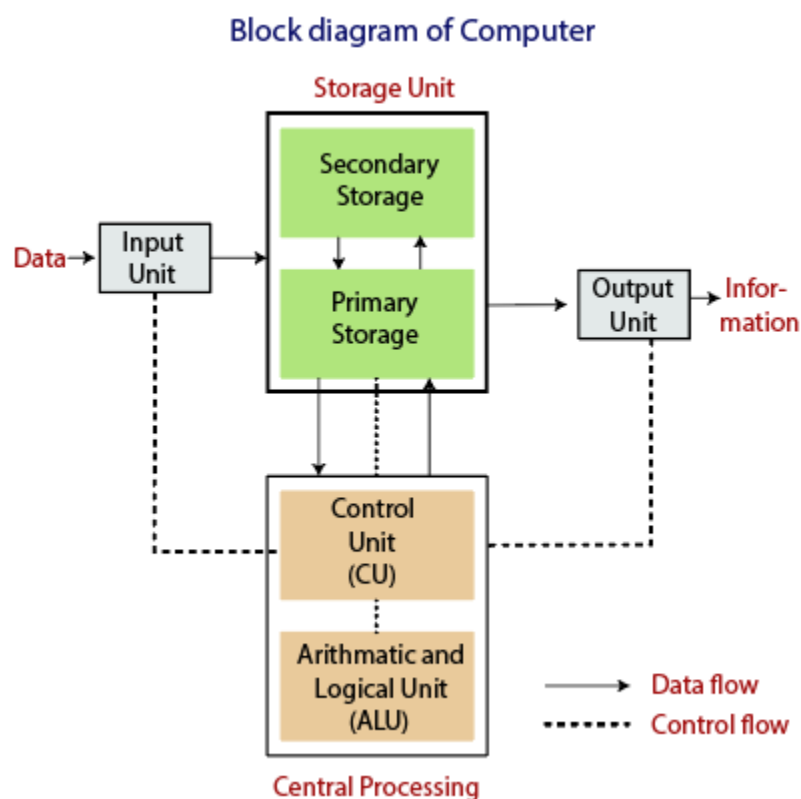 Block diagram of Computer
Storage Unit
Secondary
Storage
Data
Input
Unit
Primary
Storage
Output
Unit
Infor-
mation
Control
Unit
(CU)
Arithmatic and
Logical Unit
(ALU)
Data flow
Control flow
Central Processing